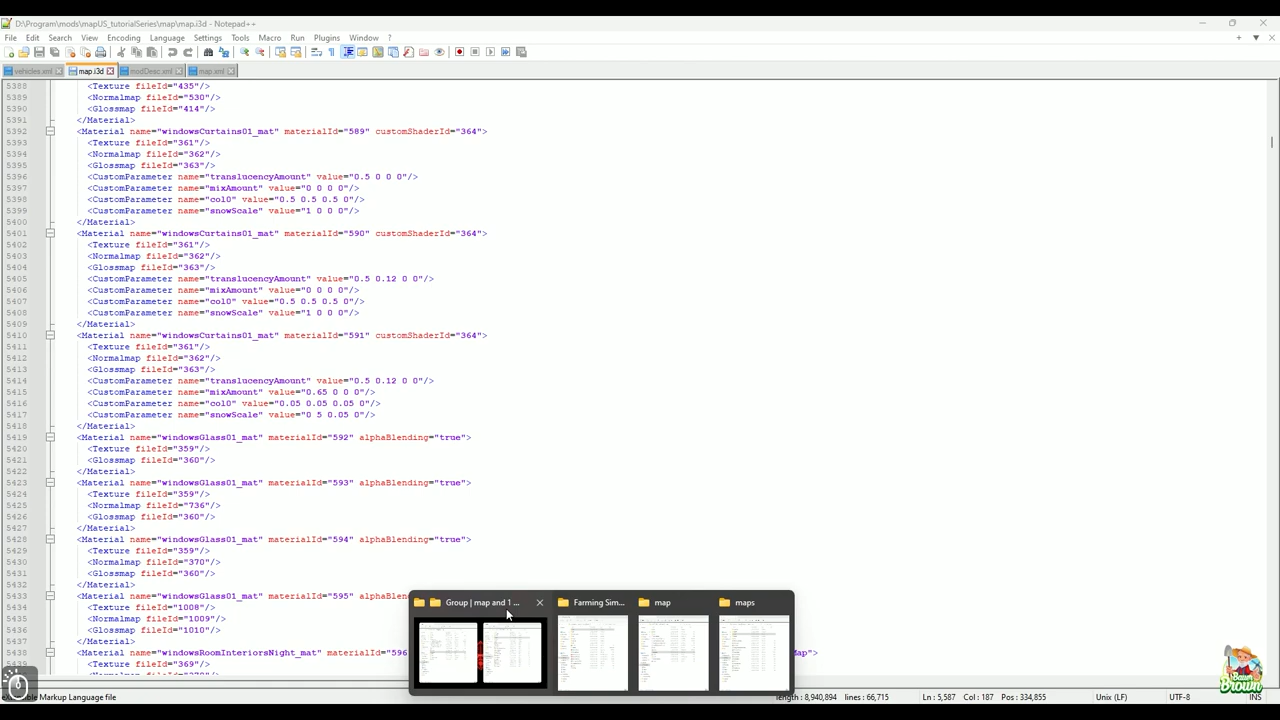 D:\Program\mods\mapUS_tutorialSeries\map\map.i3d - Notepad++
File Edit Search View Encoding Language Settings Tools Macro Run Plugins Window ?
vehicles.xml map.i3d modDesc.xml map.xml
5388 <Texture fileId="435"/>
5389 <Normalmap fileId="530"/>
5390 <Glossmap fileId="414"/>
5391 </Material>
5392 <Material name="windowsCurtains01_mat" materialId="589" customShaderId="364">
5393 <Texture fileId="361"/>
5394 <Normalmap fileId="362"/>
5395 <Glossmap fileId="363"/>
5396 <CustomParameter name="translucencyAmount" value="0.5 0 0 0"/>
5397 <CustomParameter name="mixAmount" value="0 0 0 0"/>
5398 <CustomParameter name="col0" value="0.5 0.5 0.5 0"/>
5399 <CustomParameter name="snowScale" value="1 0 0 0"/>
5400 </Material>
5401 <Material name="windowsCurtains01_mat" materialId="590" customShaderId="364">
5402 <Texture fileId="361"/>
5403 <Normalmap fileId="362"/>
5404 <Glossmap fileId="363"/>
5405 <CustomParameter name="translucencyAmount" value="0.5 0.12 0 0"/>
5406 <CustomParameter name="mixAmount" value="0 0 0 0"/>
5407 <CustomParameter name="col0" value="0.5 0.5 0.5 0"/>
5408 <CustomParameter name="snowScale" value="1 0 0 0"/>
5409 </Material>
5410 <Material name="windowsCurtains01_mat" materialId="591" customShaderId="364">
5411 <Texture fileId="361"/>
5412 <Normalmap fileId="362"/>
5413 <Glossmap fileId="363"/>
5414 <CustomParameter name="translucencyAmount" value="0.5 0.12 0 0"/>
5415 <CustomParameter name="mixAmount" value="0.65 0 0 0"/>
5416 <CustomParameter name="col0" value="0.05 0.05 0.05 0"/>
5417 <CustomParameter name="snowScale" value="0 5 0.05 0"/>
5418 </Material>
5419 <Material name="windowsGlass01_mat" materialId="592" alphaBlending="true">
5420 <Texture fileId="359"/>
5421 <Glossmap fileId="360"/>
5422 </Material>
5423 <Material name="windowsGlass01_mat" materialId="593" alphaBlending="true">
5424 <Texture fileId="359"/>
5425 <Normalmap fileId="736"/>
5426 <Glossmap fileId="360"/>
5427 </Material>
5428 <Material name="windowsGlass01_mat" materialId="594" alphaBlending="true">
5429 <Texture fileId="359"/>
5430 <Normalmap fileId="370"/>
5431 <Glossmap fileId="360"/>
5432 </Material>
5433 <Material name="windowsGlass01_mat" materialId="595" alphaBlen
5434 <Texture fileId="1008"/>
5435 <Normalmap fileId="1009"/>
5436 <Glossmap fileId="1010"/>
5437 </Material>
5438 <Material name="windowsRoomInteriorsNight_mat" materialId="596 Map">
5439 <Texture fileId="369"/>
Group | map and 1 ... Farming Sim... map maps
Markup Language file length : 8,940,894 lines : 66,715 Ln : 5,587 Col : 187 Pos : 334,855 Unix (LF) UTF-8 INS
Baum
Brown